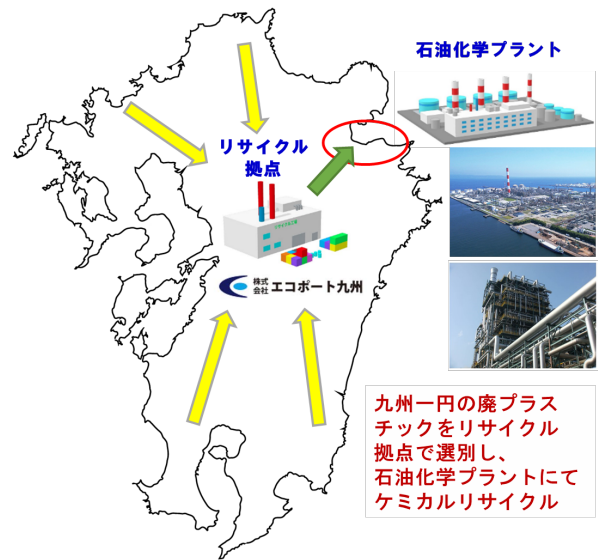 石油化学プラント
リサイクル
拠点
株式
会社 エコポート九州
九州一円の廃プラス
チックをリサイクル
拠点で選別し、
石油化学プラントにて
ケミカルリサイクル